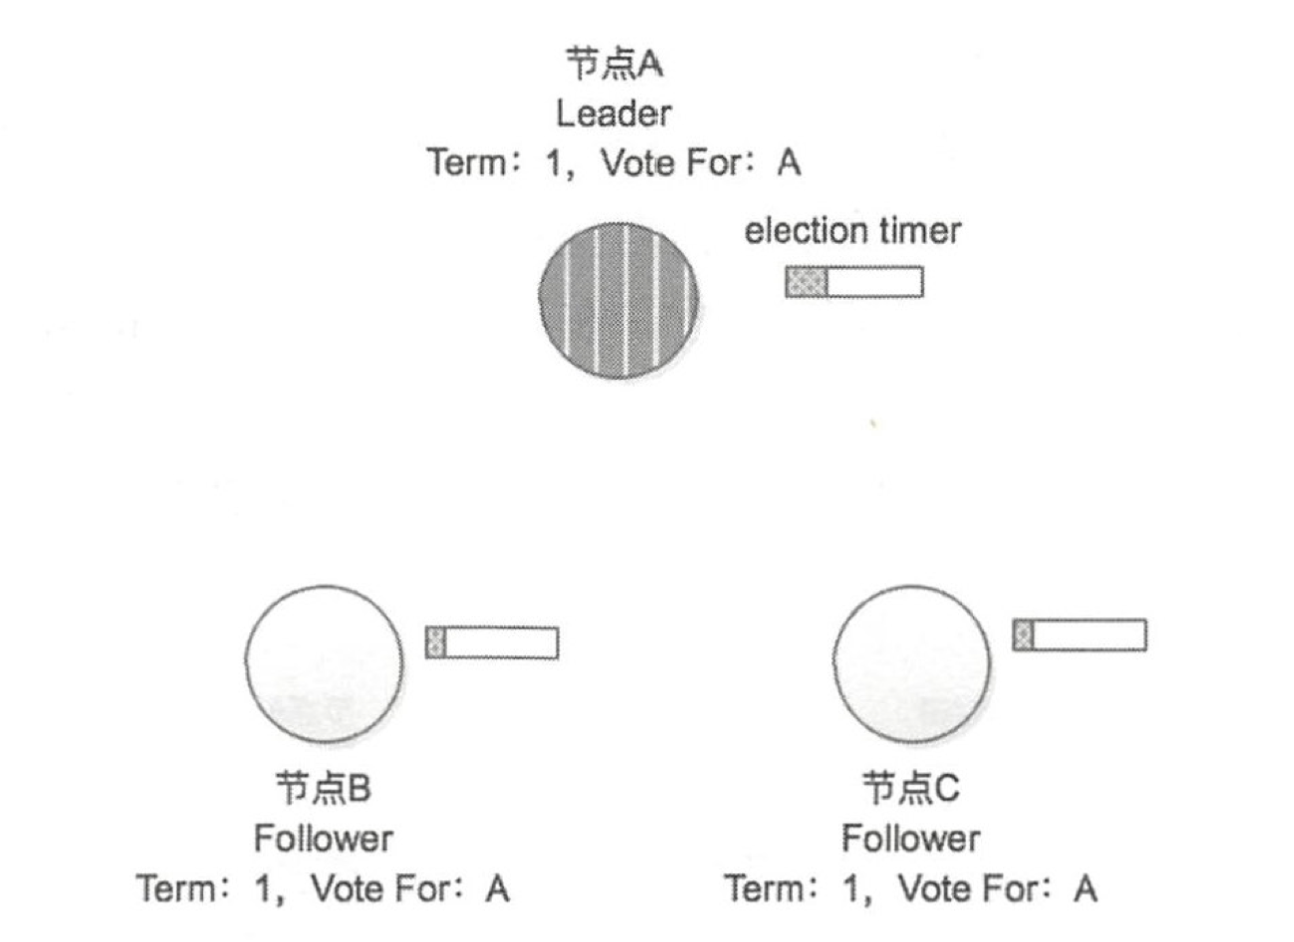 节点A
Leader
Term：1，Vote For：A
election timer
节点B
Follower
Term：1，Vote For：A
节点C
Follower
Term：1，Vote For：A